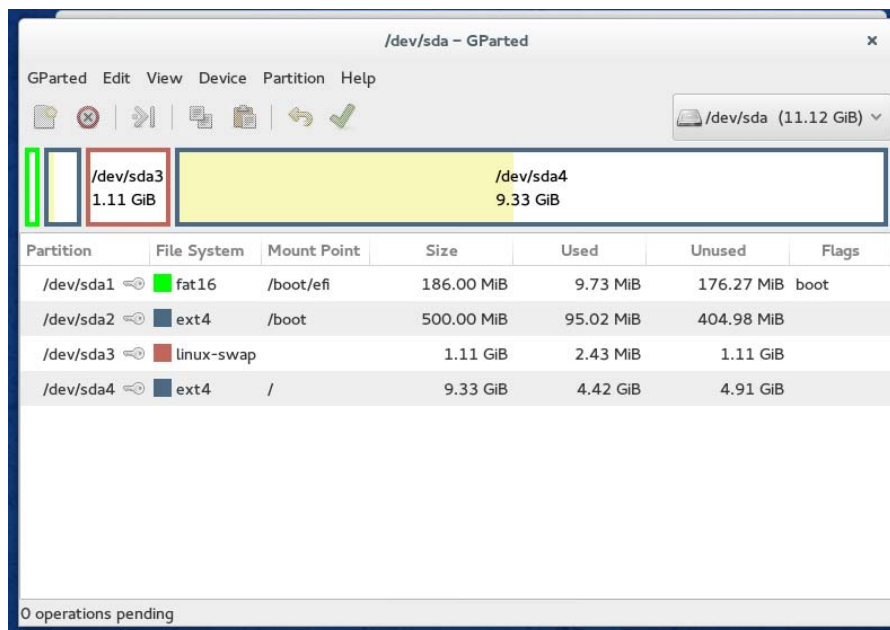 /dev/sda – GParted ×
GParted Edit View Device Partition Help
/dev/sda (11.12 GiB)
/dev/sda3 /dev/sda4
1.11 GiB 9.33 GiB
Partition File System Mount Point Size Used Unused Flags
/dev/sda1 fat16 /boot/efi 186.00 MiB 9.73 MiB 176.27 MiB boot
/dev/sda2 ext4 /boot 500.00 MiB 95.02 MiB 404.98 MiB
/dev/sda3 linux-swap 1.11 GiB 2.43 MiB 1.11 GiB
/dev/sda4 ext4 / 9.33 GiB 4.42 GiB 4.91 GiB
0 operations pending